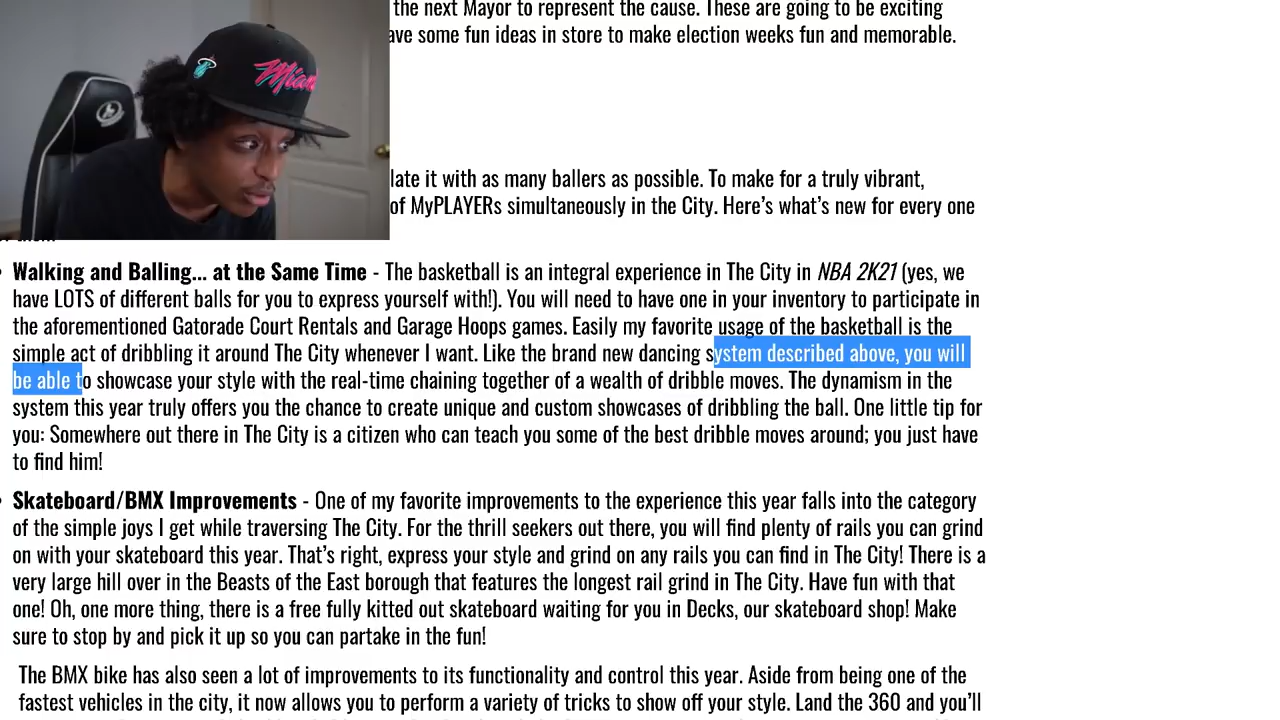 the next Mayor to represent the cause. These are going to be exciting
ave some fun ideas in store to make election weeks fun and memorable.
Miam
late it with as many ballers as possible. To make for a truly vibrant,
of MyPLAYERs simultaneously in the City. Here’s what’s new for every one
Walking and Balling... at the Same Time - The basketball is an integral experience in The City in NBA 2K21 (yes, we
have LOTS of different balls for you to express yourself with!). You will need to have one in your inventory to participate in
the aforementioned Gatorade Court Rentals and Garage Hoops games. Easily my favorite usage of the basketball is the
simple act of dribbling it around The City whenever I want. Like the brand new dancing system described above, you will
be able to showcase your style with the real-time chaining together of a wealth of dribble moves. The dynamism in the
system this year truly offers you the chance to create unique and custom showcases of dribbling the ball. One little tip for
you: Somewhere out there in The City is a citizen who can teach you some of the best dribble moves around; you just have
to find him!
Skateboard/BMX Improvements - One of my favorite improvements to the experience this year falls into the category
of the simple joys I get while traversing The City. For the thrill seekers out there, you will find plenty of rails you can grind
on with your skateboard this year. That’s right, express your style and grind on any rails you can find in The City! There is a
very large hill over in the Beasts of the East borough that features the longest rail grind in The City. Have fun with that
one! Oh, one more thing, there is a free fully kitted out skateboard waiting for you in Decks, our skateboard shop! Make
sure to stop by and pick it up so you can partake in the fun!
The BMX bike has also seen a lot of improvements to its functionality and control this year. Aside from being one of the
fastest vehicles in the city, it now allows you to perform a variety of tricks to show off your style. Land the 360 and you’ll